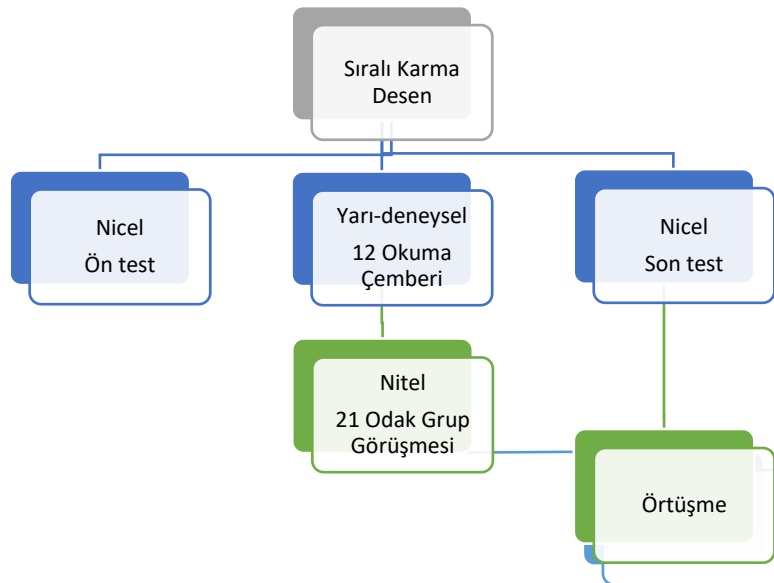 Sıralı Karma
Desen
Nicel
Ön test
Yarı-deneysel
12 Okuma
Çemberi
Nicel
Son test
Nitel
21 Odak Grup
Görüşmesi
Örtüşme